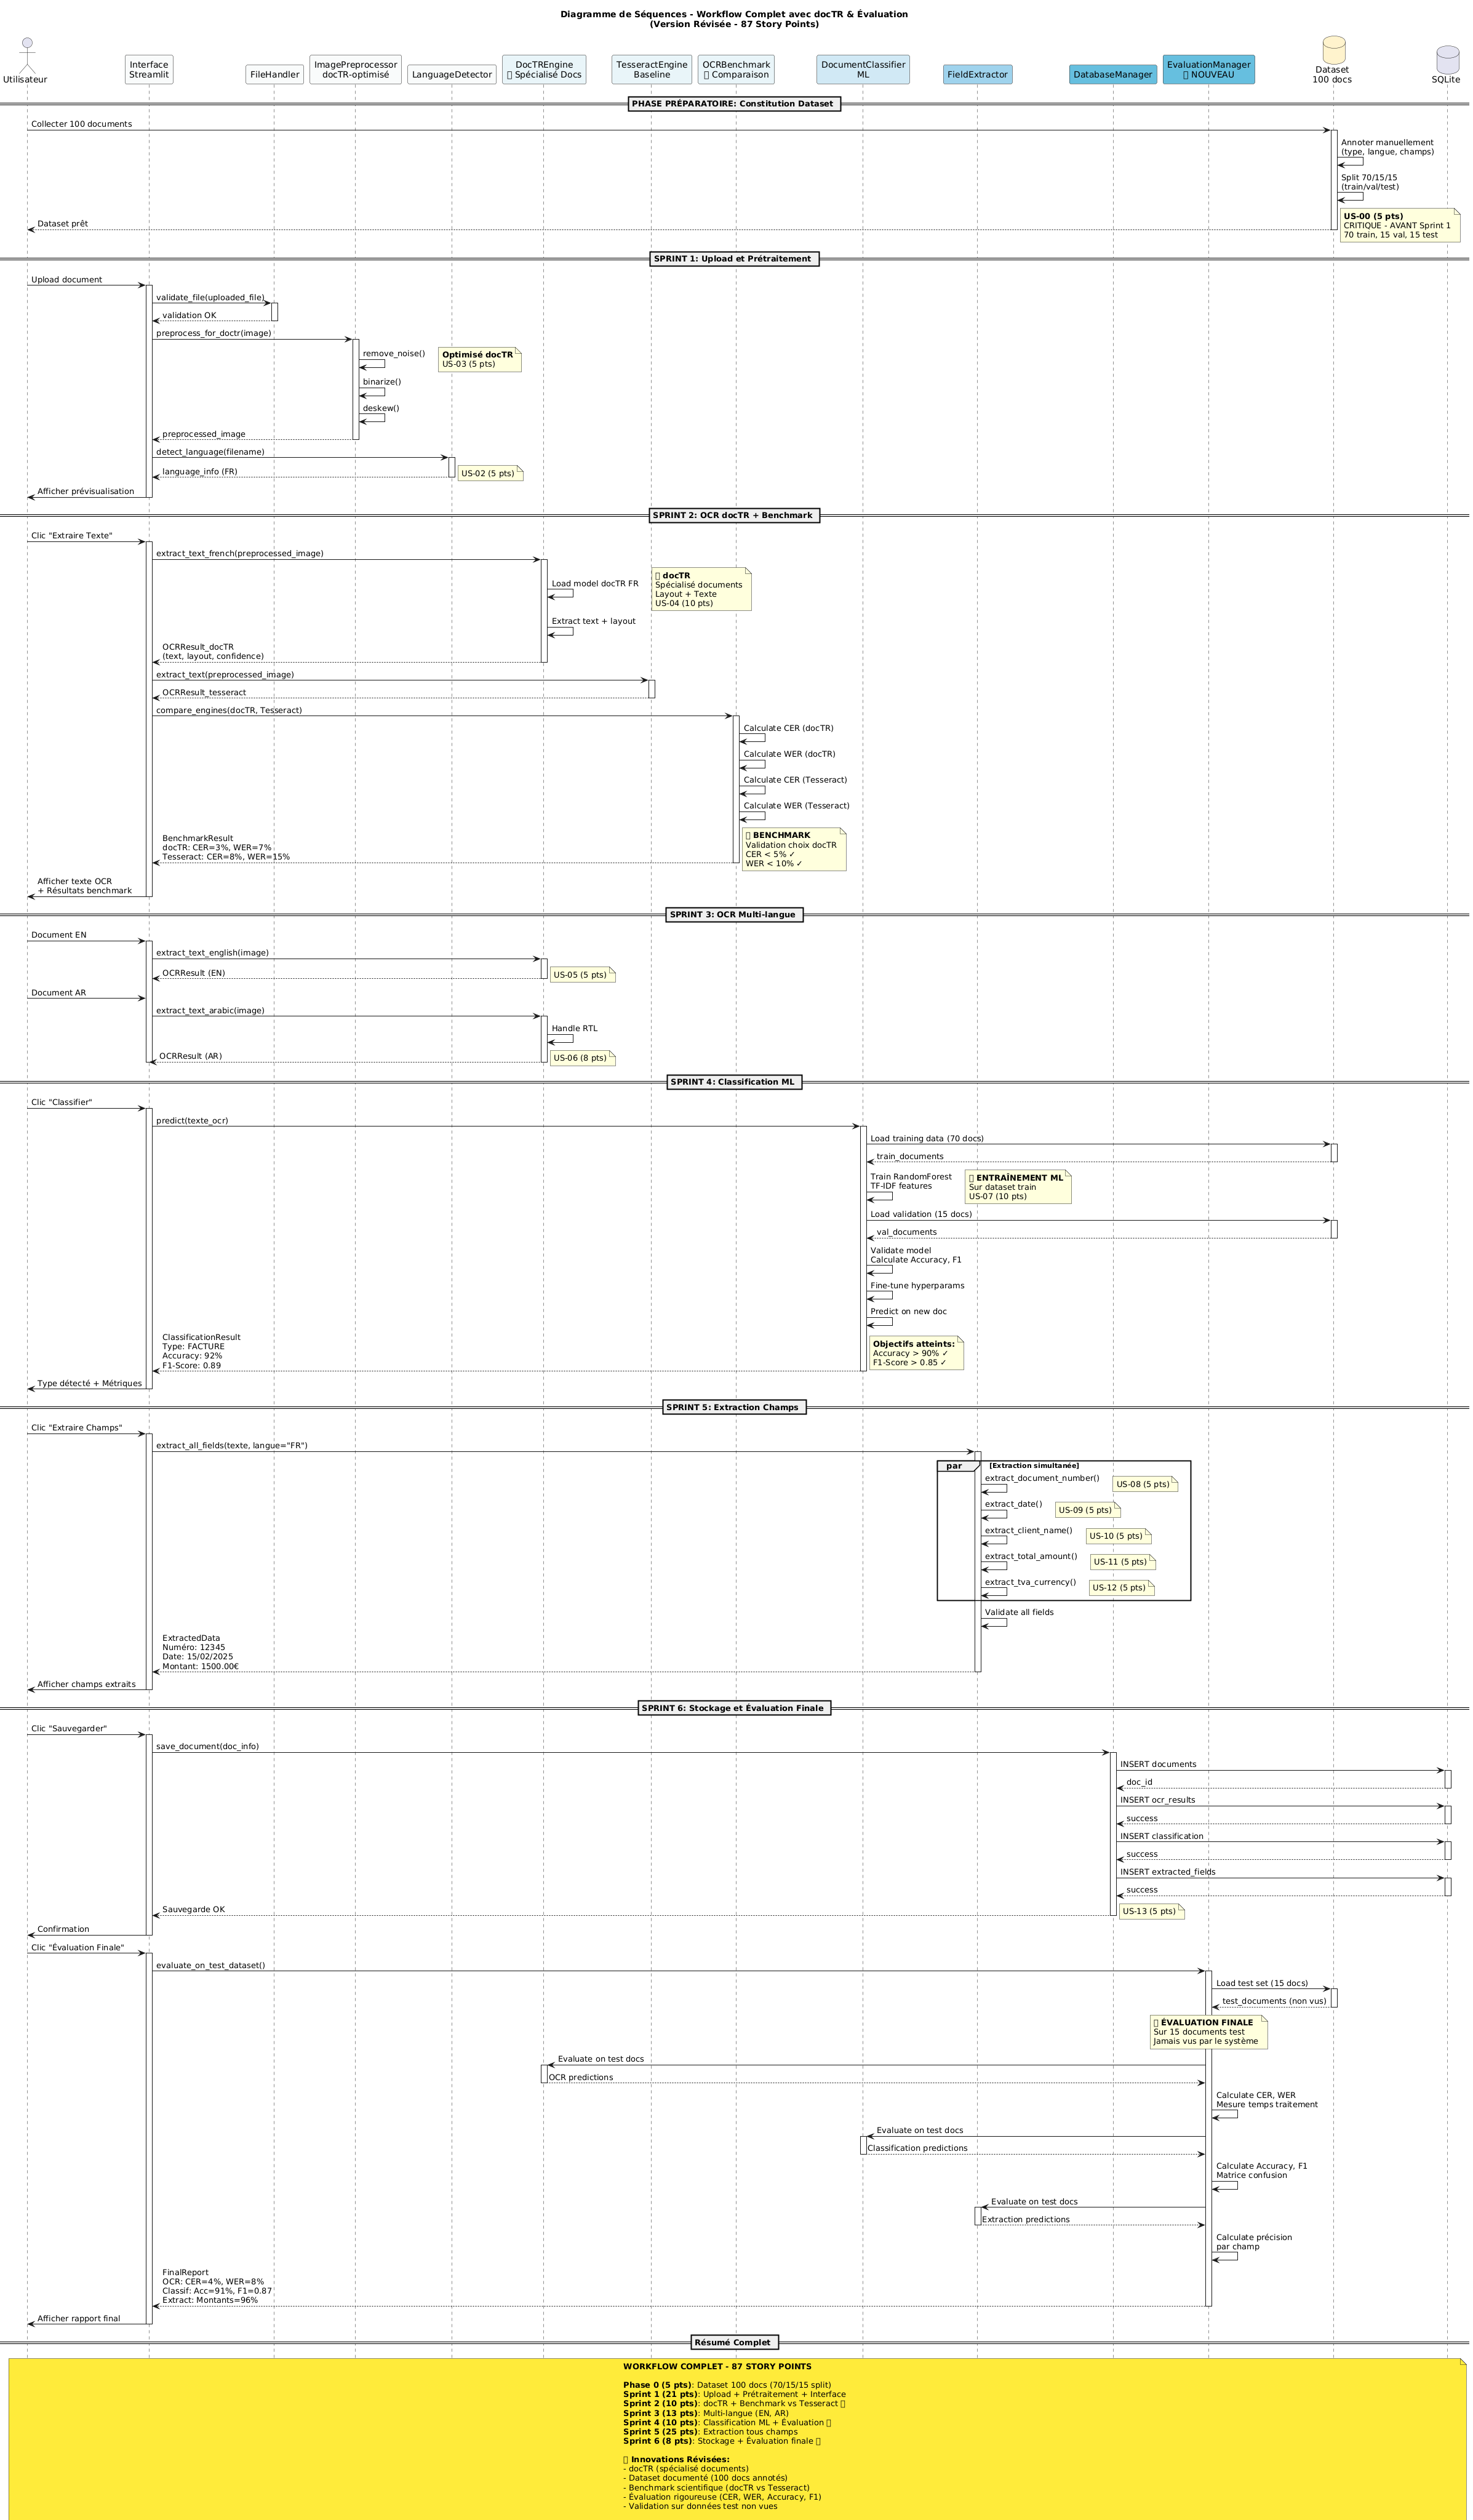 Diagramme de Séquences - Workflow Complet avec docTR & Évaluation
(Version Révisée - 87 Story Points)
Utilisateur
Interface
Streamlit
FileHandler
ImagePreprocessor
docTR-optimisé
LanguageDetector
DocTREngine
Spécialisé Docs
TesseractEngine
Baseline
OCRBenchmark
Comparaison
DocumentClassifier
ML
FieldExtractor
DatabaseManager
EvaluationManager
NOUVEAU
Dataset
100 docs
SQLite
PHASE PRÉPARATOIRE: Constitution Dataset
Collecter 100 documents
Annoter manuellement
(type, langue, champs)
Split 70/15/15
(train/val/test)
Dataset prêt
US-00 (5 pts)
CRITIQUE - AVANT Sprint 1
70 train, 15 val, 15 test
SPRINT 1: Upload et Prétraitement
Upload document
validate_file(uploaded_file)
validation OK
preprocess_for_doctr(image)
remove_noise()
Optimisé docTR
US-03 (5 pts)
binarize()
deskew()
preprocessed_image
detect_language(filename)
language_info (FR)
US-02 (5 pts)
Afficher prévisualisation
SPRINT 2: OCR docTR + Benchmark
Clic "Extraire Texte"
extract_text_french(preprocessed_image)
Load model docTR FR
docTR
Spécialisé documents
Layout + Texte
US-04 (10 pts)
Extract text + layout
OCRResult_docTR
(text, layout, confidence)
extract_text(preprocessed_image)
OCRResult_tesseract
compare_engines(docTR, Tesseract)
Calculate CER (docTR)
Calculate WER (docTR)
Calculate CER (Tesseract)
Calculate WER (Tesseract)
BenchmarkResult
docTR: CER=3%, WER=7%
Tesseract: CER=8%, WER=15%
BENCHMARK
Validation choix docTR
CER < 5% ✓
WER < 10% ✓
Afficher texte OCR
+ Résultats benchmark
SPRINT 3: OCR Multi-langue
Document EN
extract_text_english(image)
OCRResult (EN)
US-05 (5 pts)
Document AR
extract_text_arabic(image)
Handle RTL
OCRResult (AR)
US-06 (8 pts)
SPRINT 4: Classification ML
Clic "Classifier"
predict(texte_ocr)
Load training data (70 docs)
train_documents
Train RandomForest
TF-IDF features
ENTRAÎNEMENT ML
Sur dataset train
US-07 (10 pts)
Load validation (15 docs)
val_documents
Validate model
Calculate Accuracy, F1
Fine-tune hyperparams
Predict on new doc
ClassificationResult
Type: FACTURE
Accuracy: 92%
F1-Score: 0.89
Objectifs atteints:
Accuracy > 90% ✓
F1-Score > 0.85 ✓
Type détecté + Métriques
SPRINT 5: Extraction Champs
Clic "Extraire Champs"
extract_all_fields(texte, langue="FR")
par [Extraction simultanée]
extract_document_number()
US-08 (5 pts)
extract_date()
US-09 (5 pts)
extract_client_name()
US-10 (5 pts)
extract_total_amount()
US-11 (5 pts)
extract_tva_currency()
US-12 (5 pts)
Validate all fields
ExtractedData
Numéro: 12345
Date: 15/02/2025
Montant: 1500.00€
Afficher champs extraits
SPRINT 6: Stockage et Évaluation Finale
Clic "Sauvegarder"
save_document(doc_info)
INSERT documents
doc_id
INSERT ocr_results
success
INSERT classification
success
INSERT extracted_fields
success
Sauvegarde OK
US-13 (5 pts)
Confirmation
Clic "Évaluation Finale"
evaluate_on_test_dataset()
Load test set (15 docs)
test_documents (non vus)
ÉVALUATION FINALE
Sur 15 documents test
Jamais vus par le système
Evaluate on test docs
OCR predictions
Calculate CER, WER
Mesure temps traitement
Evaluate on test docs
Classification predictions
Calculate Accuracy, F1
Matrice confusion
Evaluate on test docs
Extraction predictions
Calculate précision
par champ
FinalReport
OCR: CER=4%, WER=8%
Classif: Acc=91%, F1=0.87
Extract: Montants=96%
Afficher rapport final
Résumé Complet
WORKFLOW COMPLET - 87 STORY POINTS
Phase 0 (5 pts): Dataset 100 docs (70/15/15 split)
Sprint 1 (21 pts): Upload + Prétraitement + Interface
Sprint 2 (10 pts): docTR + Benchmark vs Tesseract
Sprint 3 (13 pts): Multi-langue (EN, AR)
Sprint 4 (10 pts): Classification ML + Évaluation
Sprint 5 (25 pts): Extraction tous champs
Sprint 6 (8 pts): Stockage + Évaluation finale
Innovations Révisées:
- docTR (spécialisé documents)
- Dataset documenté (100 docs annotés)
- Benchmark scientifique (docTR vs Tesseract)
- Évaluation rigoureuse (CER, WER, Accuracy, F1)
- Validation sur données test non vues